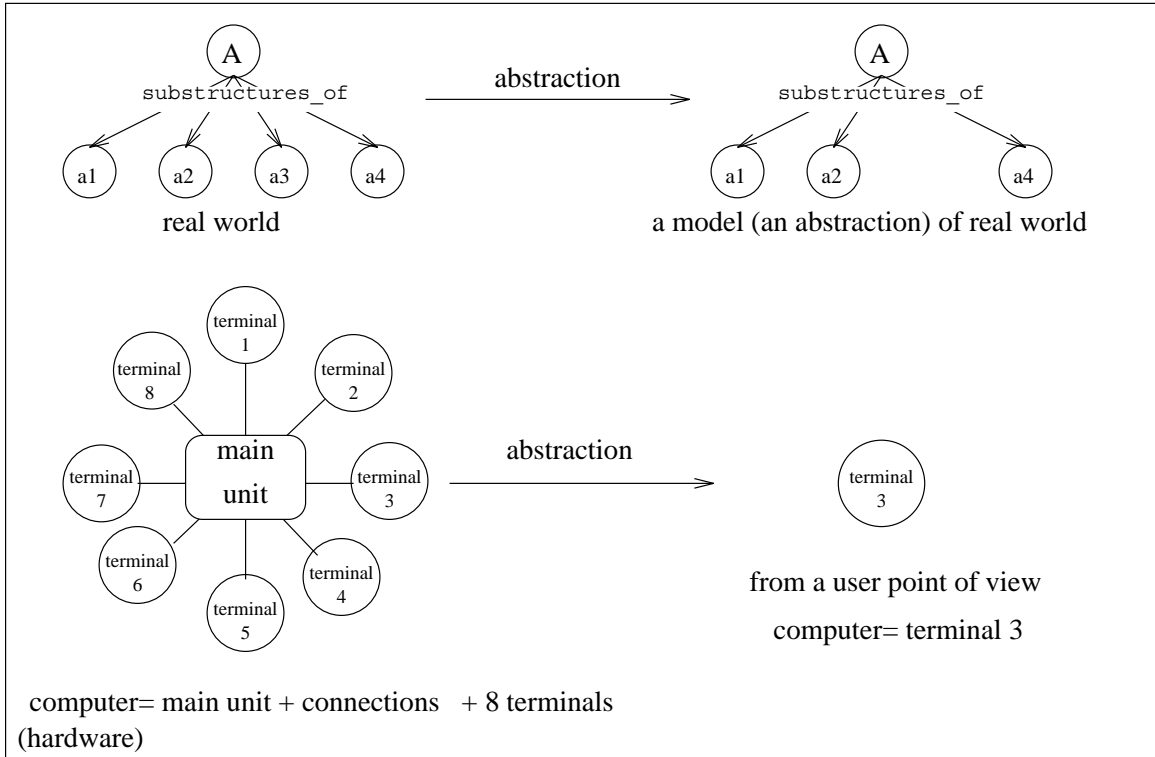 A
substructures_of
a1 a2 a3 a4
real world
abstraction
A
substructures_of
a1 a2 a4
a model (an abstraction) of real world
terminal
1
terminal
2
terminal
3
terminal
4
terminal
5
terminal
6
terminal
7
terminal
8
main
unit
abstraction
terminal
3
from a user point of view
computer= terminal 3
computer= main unit + connections + 8 terminals
(hardware)